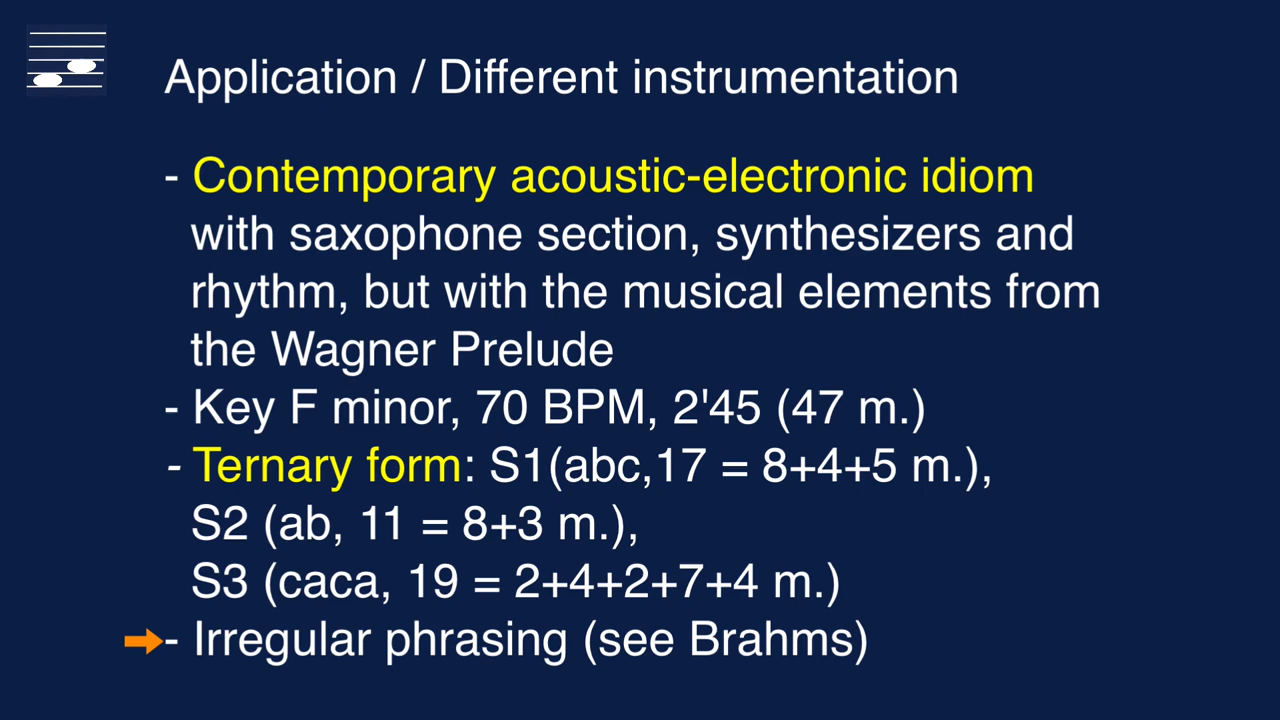 Application / Different instrumentation
- Contemporary acoustic-electronic idiom
with saxophone section, synthesizers and
rhythm, but with the musical elements from
the Wagner Prelude
- Key F minor, 70 BPM, 2'45 (47 m.)
- Ternary form: S1(abc,17 = 8+4+5 m.),
S2 (ab, 11 = 8+3 m.),
S3 (caca, 19 = 2+4+2+7+4 m.)
- Irregular phrasing (see Brahms)